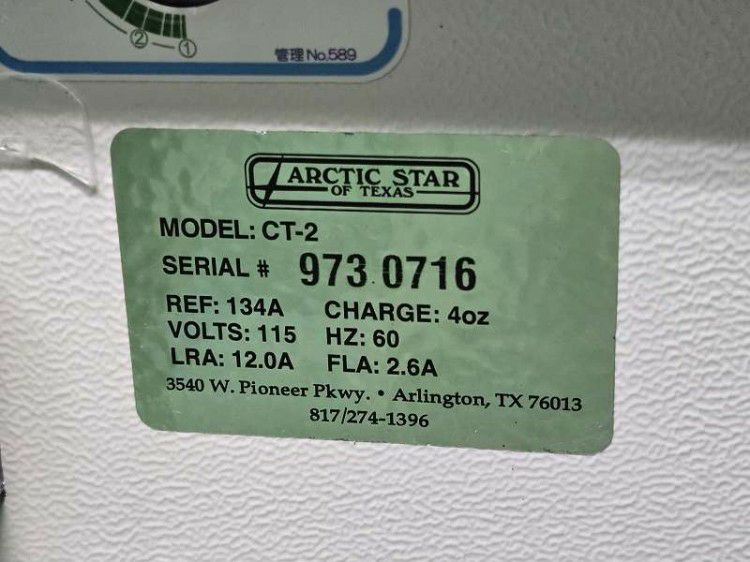 ② ①
管理No.589
ARCTIC STAR
OF TEXAS
MODEL: CT-2
SERIAL # 973 0716
REF: 134A CHARGE: 4oz
VOLTS: 115 HZ: 60
LRA: 12.0A FLA: 2.6A
3540 W. Pioneer Pkwy. • Arlington, TX 76013
817/274-1396